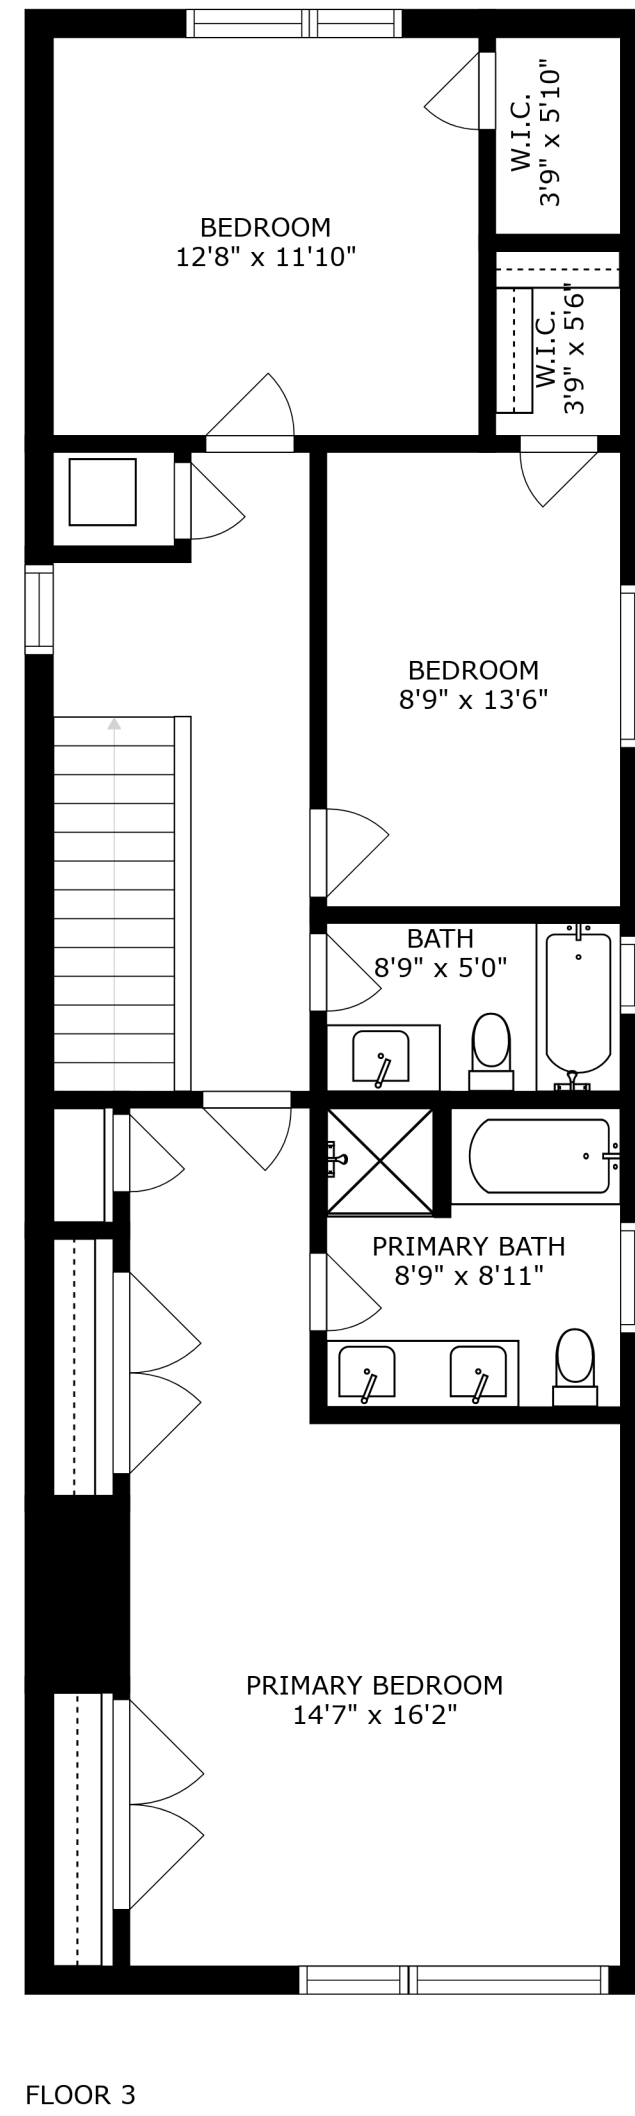 W.I.C.
3'9" x 5'10"
BEDROOM
12'8" x 11'10"
W.I.C.
3'9" x 5'6"
BEDROOM
8'9" x 13'6"
BATH
8'9" x 5'0"
PRIMARY BATH
8'9" x 8'11"
PRIMARY BEDROOM
14'7" x 16'2"
FLOOR 3